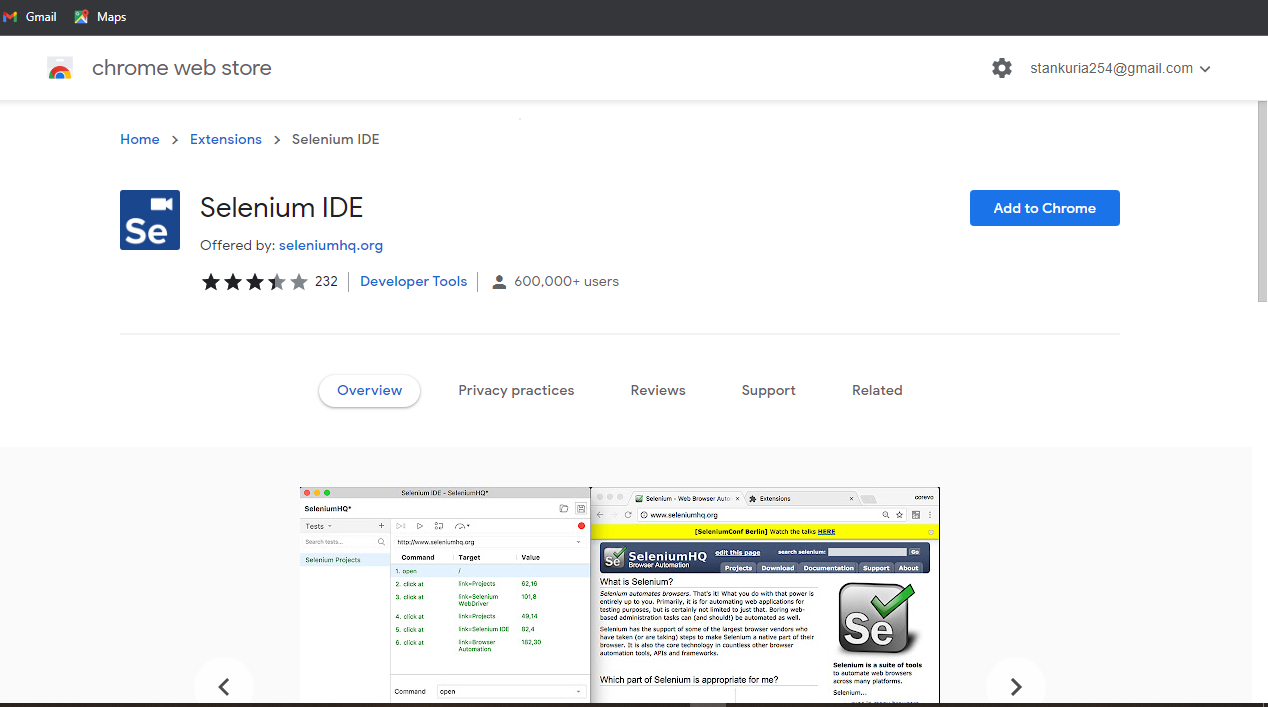 Gmail Maps
chrome web store
stankuria254@gmail.com
Home > Extensions > Selenium IDE
Se
Selenium IDE
Add to Chrome
Offered by: seleniumhq.org
232 Developer Tools 600,000+ users
Overview Privacy practices Reviews Support Related
Selenium IDE - SeleniumHQ*
SeleniumHQ*
Tests
Search tests...
Selenium Projects
http://www.seleniumhq.org
Command Target Value
1. open /
2. click at link=Projects 62,16
3. click at link=Selenium WebDriver 101,8
4. click at link=Projects 49,14
5. click at link=Selenium IDE 82,4
6. click at link=Browser Automation 182,30
Command open
Selenium - Web Browser Auto × Extensions ×
corevo
www.seleniumhq.org
[SeleniumConf Berlin] Watch the talks HERE
Se SeleniumHQ
Browser Automation
edit this page search selenium: Go
Projects Download Documentation Support About
What is Selenium?
Selenium automates browsers. That's it! What you do with that power is
entirely up to you. Primarily, it is for automating web applications for
testing purposes, but is certainly not limited to just that. Boring web-
based administration tasks can (and should!) be automated as well.
Selenium has the support of some of the largest browser vendors who
have taken (or are taking) steps to make Selenium a native part of their
browser. It is also the core technology in countless other browser
automation tools, APIs and frameworks.
Which part of Selenium is appropriate for me?
Se
Selenium is a suite of tools
to automate web browsers
across many platforms.
Selenium...